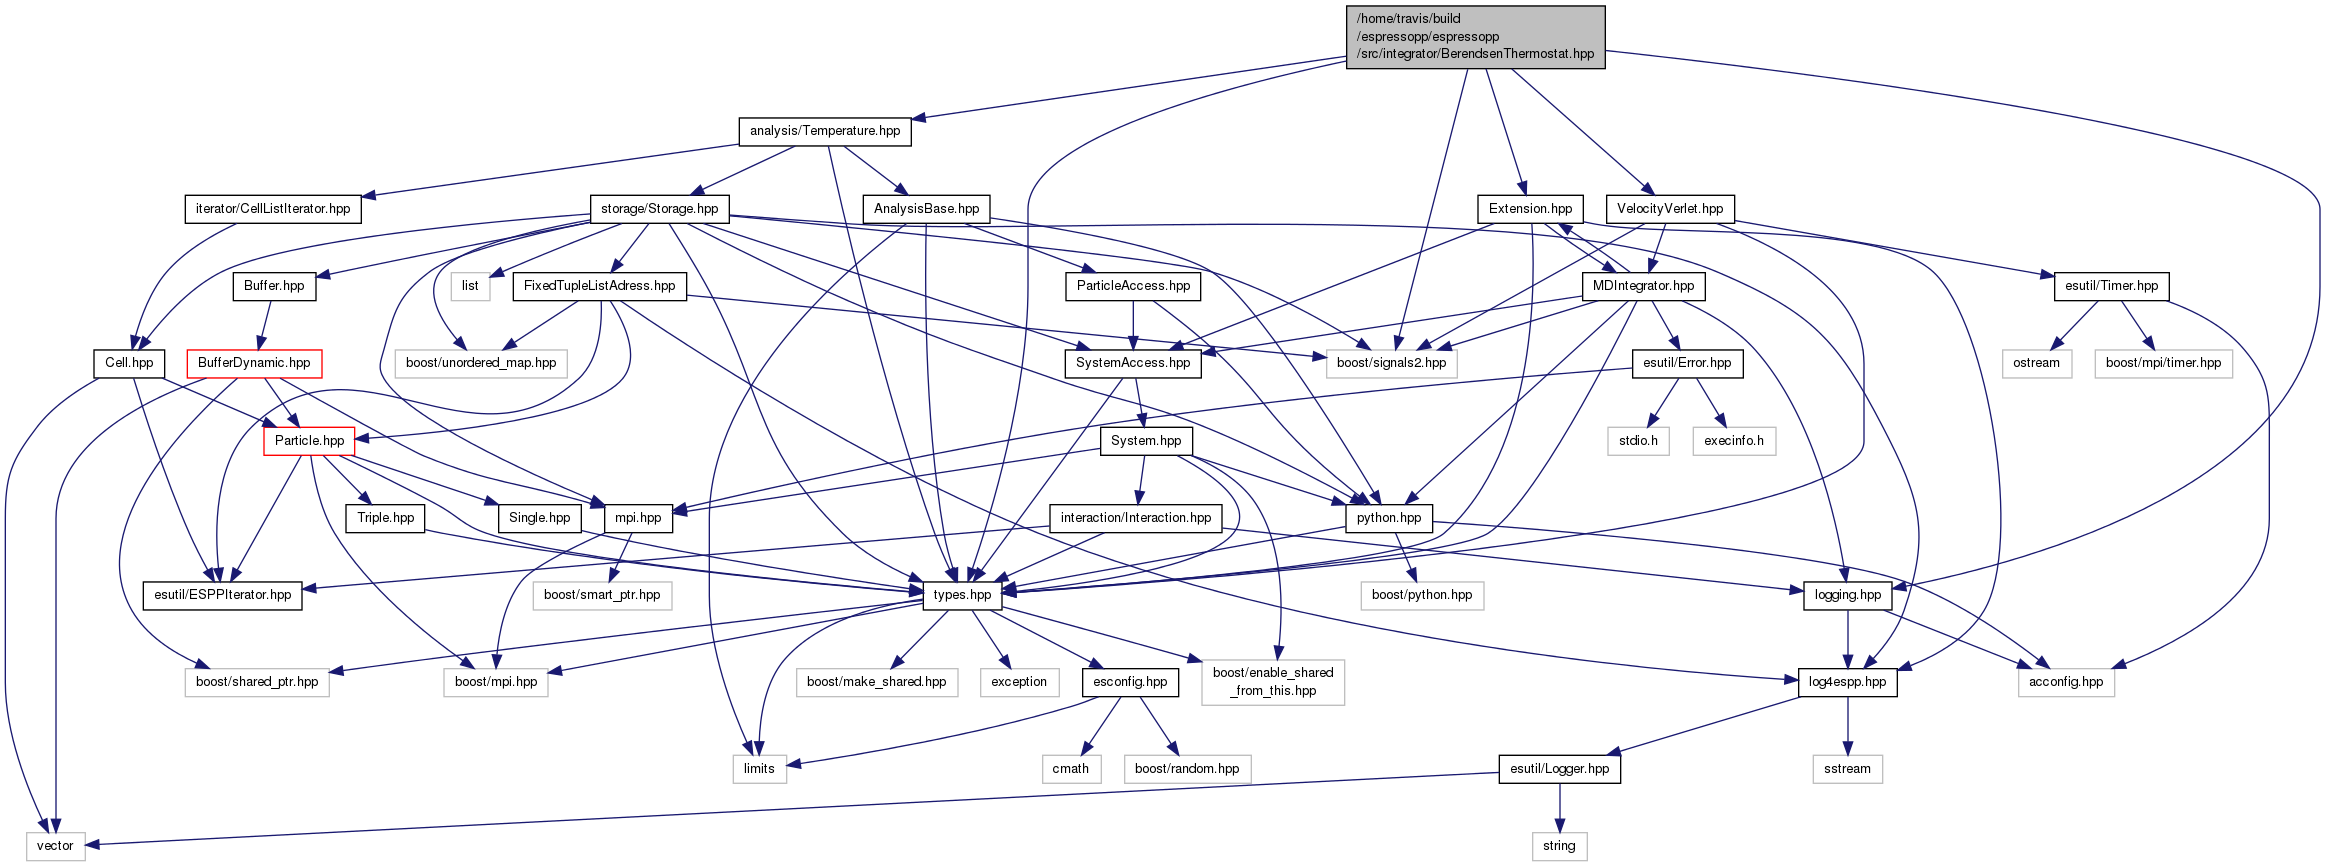 /home/travis/build
/espressopp/espressopp
/src/integrator/BerendsenThermostat.hpp
analysis/Temperature.hpp
iterator/CellListIterator.hpp
storage/Storage.hpp
AnalysisBase.hpp
Extension.hpp
VelocityVerlet.hpp
Buffer.hpp
list
FixedTupleListAdress.hpp
ParticleAccess.hpp
MDIntegrator.hpp
esutil/Timer.hpp
Cell.hpp
BufferDynamic.hpp
boost/unordered_map.hpp
SystemAccess.hpp
boost/signals2.hpp
esutil/Error.hpp
ostream
boost/mpi/timer.hpp
Particle.hpp
System.hpp
stdio.h
execinfo.h
Triple.hpp
Single.hpp
mpi.hpp
interaction/Interaction.hpp
python.hpp
esutil/ESPPIterator.hpp
boost/smart_ptr.hpp
types.hpp
boost/python.hpp
logging.hpp
boost/shared_ptr.hpp
boost/mpi.hpp
boost/make_shared.hpp
exception
esconfig.hpp
boost/enable_shared
_from_this.hpp
log4espp.hpp
acconfig.hpp
limits
cmath
boost/random.hpp
esutil/Logger.hpp
sstream
vector
string